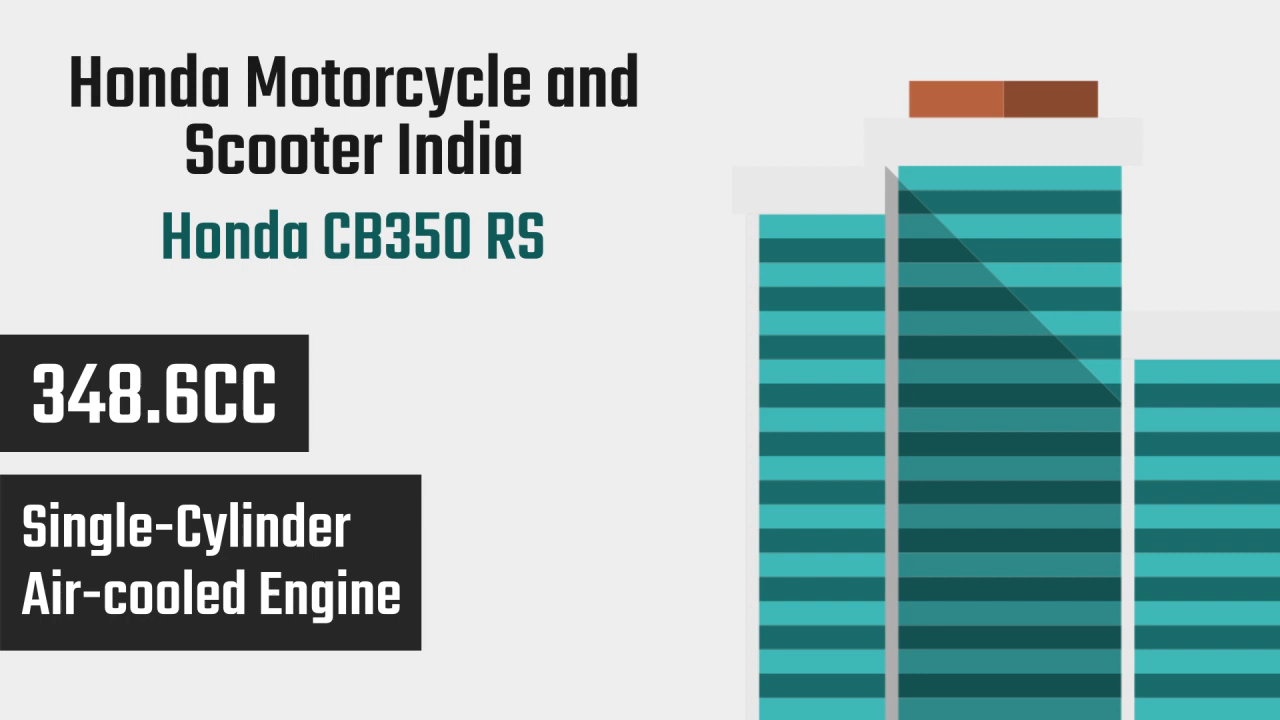 Honda Motorcycle and
Scooter India
Honda CB350 RS
348.6CC
Single-Cylinder
Air-cooled Engine